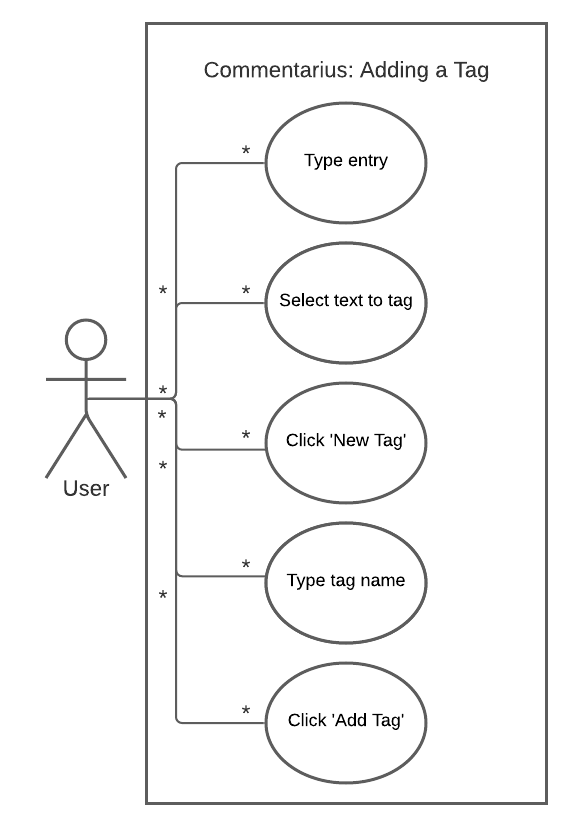 Commentarius: Adding a Tag
*
Type entry
*
*
Select text to tag
*
*
*
Click 'New Tag'
*
User
*
Type tag name
*
*
Click 'Add Tag'